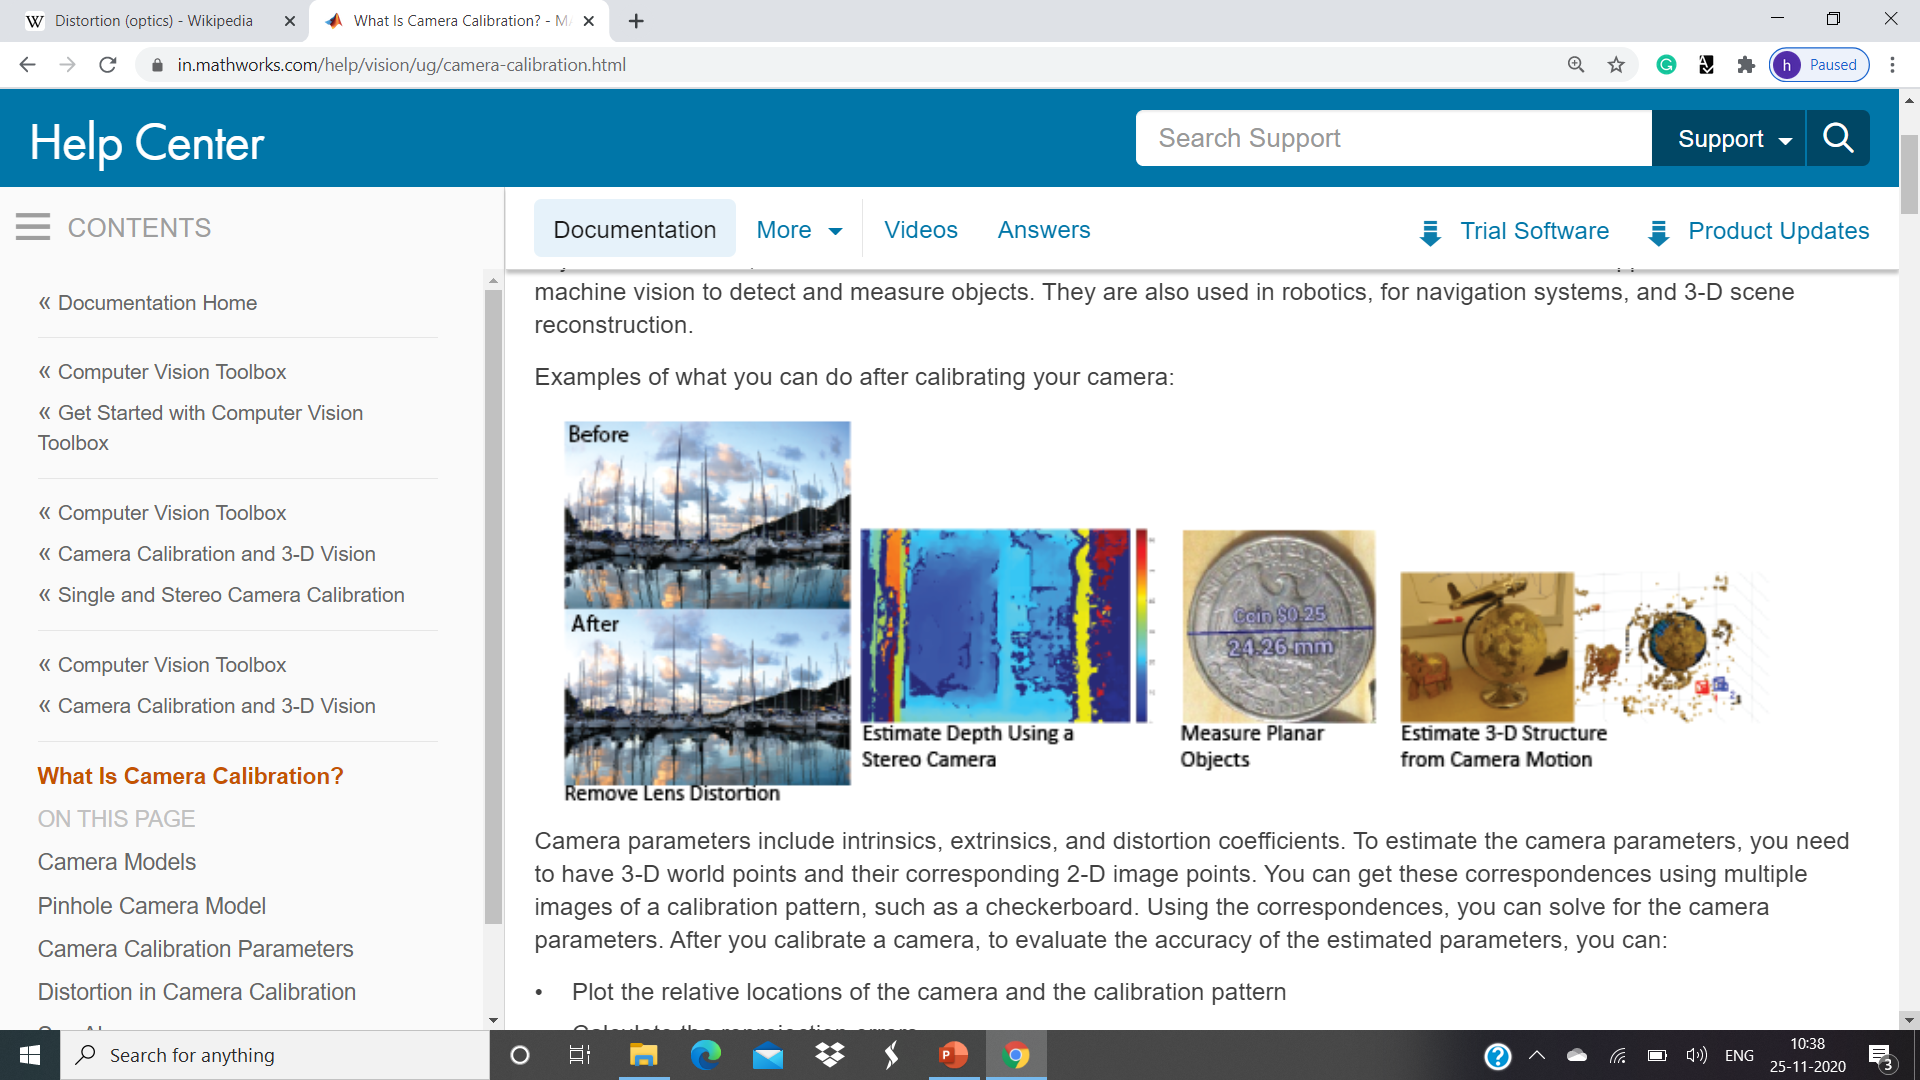 Distortion (optics) - Wikipedia
What Is Camera Calibration? - M
in.mathworks.com/help/vision/ug/camera-calibration.html
h Paused
Help Center
Search Support
Support
CONTENTS
Documentation
More
Videos
Answers
Trial Software
Product Updates
« Documentation Home
« Computer Vision Toolbox
« Get Started with Computer Vision
Toolbox
« Computer Vision Toolbox
« Camera Calibration and 3-D Vision
« Single and Stereo Camera Calibration
« Computer Vision Toolbox
« Camera Calibration and 3-D Vision
What Is Camera Calibration?
ON THIS PAGE
Camera Models
Pinhole Camera Model
Camera Calibration Parameters
Distortion in Camera Calibration
machine vision to detect and measure objects. They are also used in robotics, for navigation systems, and 3-D scene
reconstruction.
Examples of what you can do after calibrating your camera:
Before
After
Remove Lens Distortion
Estimate Depth Using a
Stereo Camera
Coin $0.25
24.26 mm
Measure Planar
Objects
Estimate 3-D Structure
from Camera Motion
Camera parameters include intrinsics, extrinsics, and distortion coefficients. To estimate the camera parameters, you need
to have 3-D world points and their corresponding 2-D image points. You can get these correspondences using multiple
images of a calibration pattern, such as a checkerboard. Using the correspondences, you can solve for the camera
parameters. After you calibrate a camera, to evaluate the accuracy of the estimated parameters, you can:
• Plot the relative locations of the camera and the calibration pattern
Calculate the reprojection errors
Search for anything
ENG
10:38
25-11-2020
3